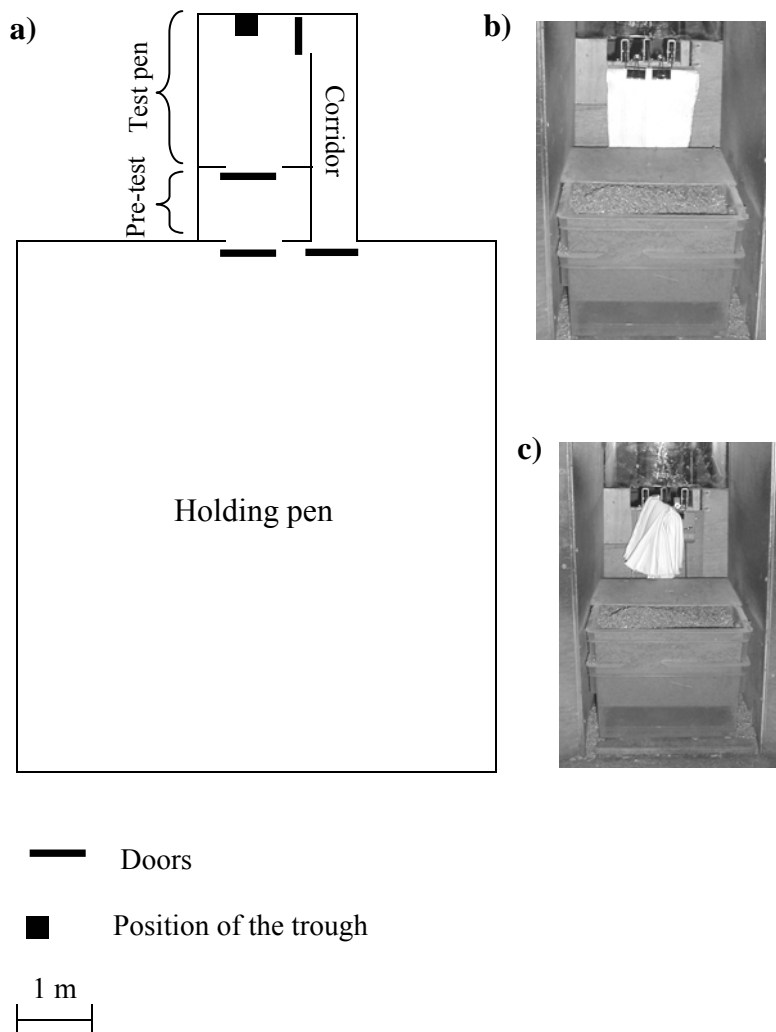 a)
Test pen
Pre-test
Corridor
Holding pen
Doors
Position of the trough
1 m
b)
c)